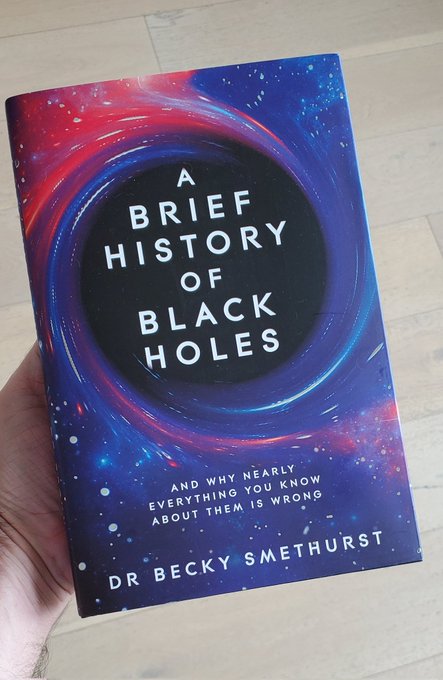 A
BRIEF
HISTORY
OF
BLACK
HOLES
AND WHY NEARLY
EVERYTHING YOU KNOW
ABOUT THEM IS WRONG
DR BECKY SMETHURST